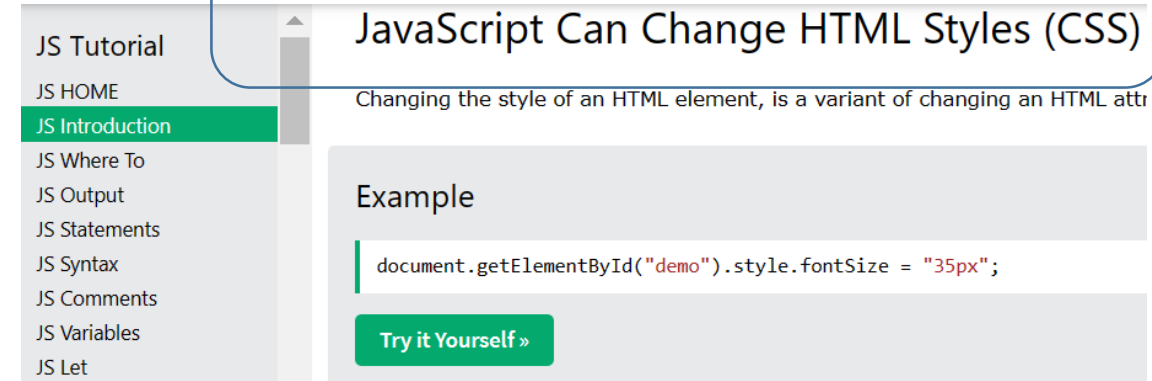 JS Tutorial
JS HOME
JS Introduction
JS Where To
JS Output
JS Statements
JS Syntax
JS Comments
JS Variables
JS Let
JavaScript Can Change HTML Styles (CSS)
Changing the style of an HTML element, is a variant of changing an HTML
Example
document.getElementById("demo").style.fontSize = "35px";
Try it Yourself »